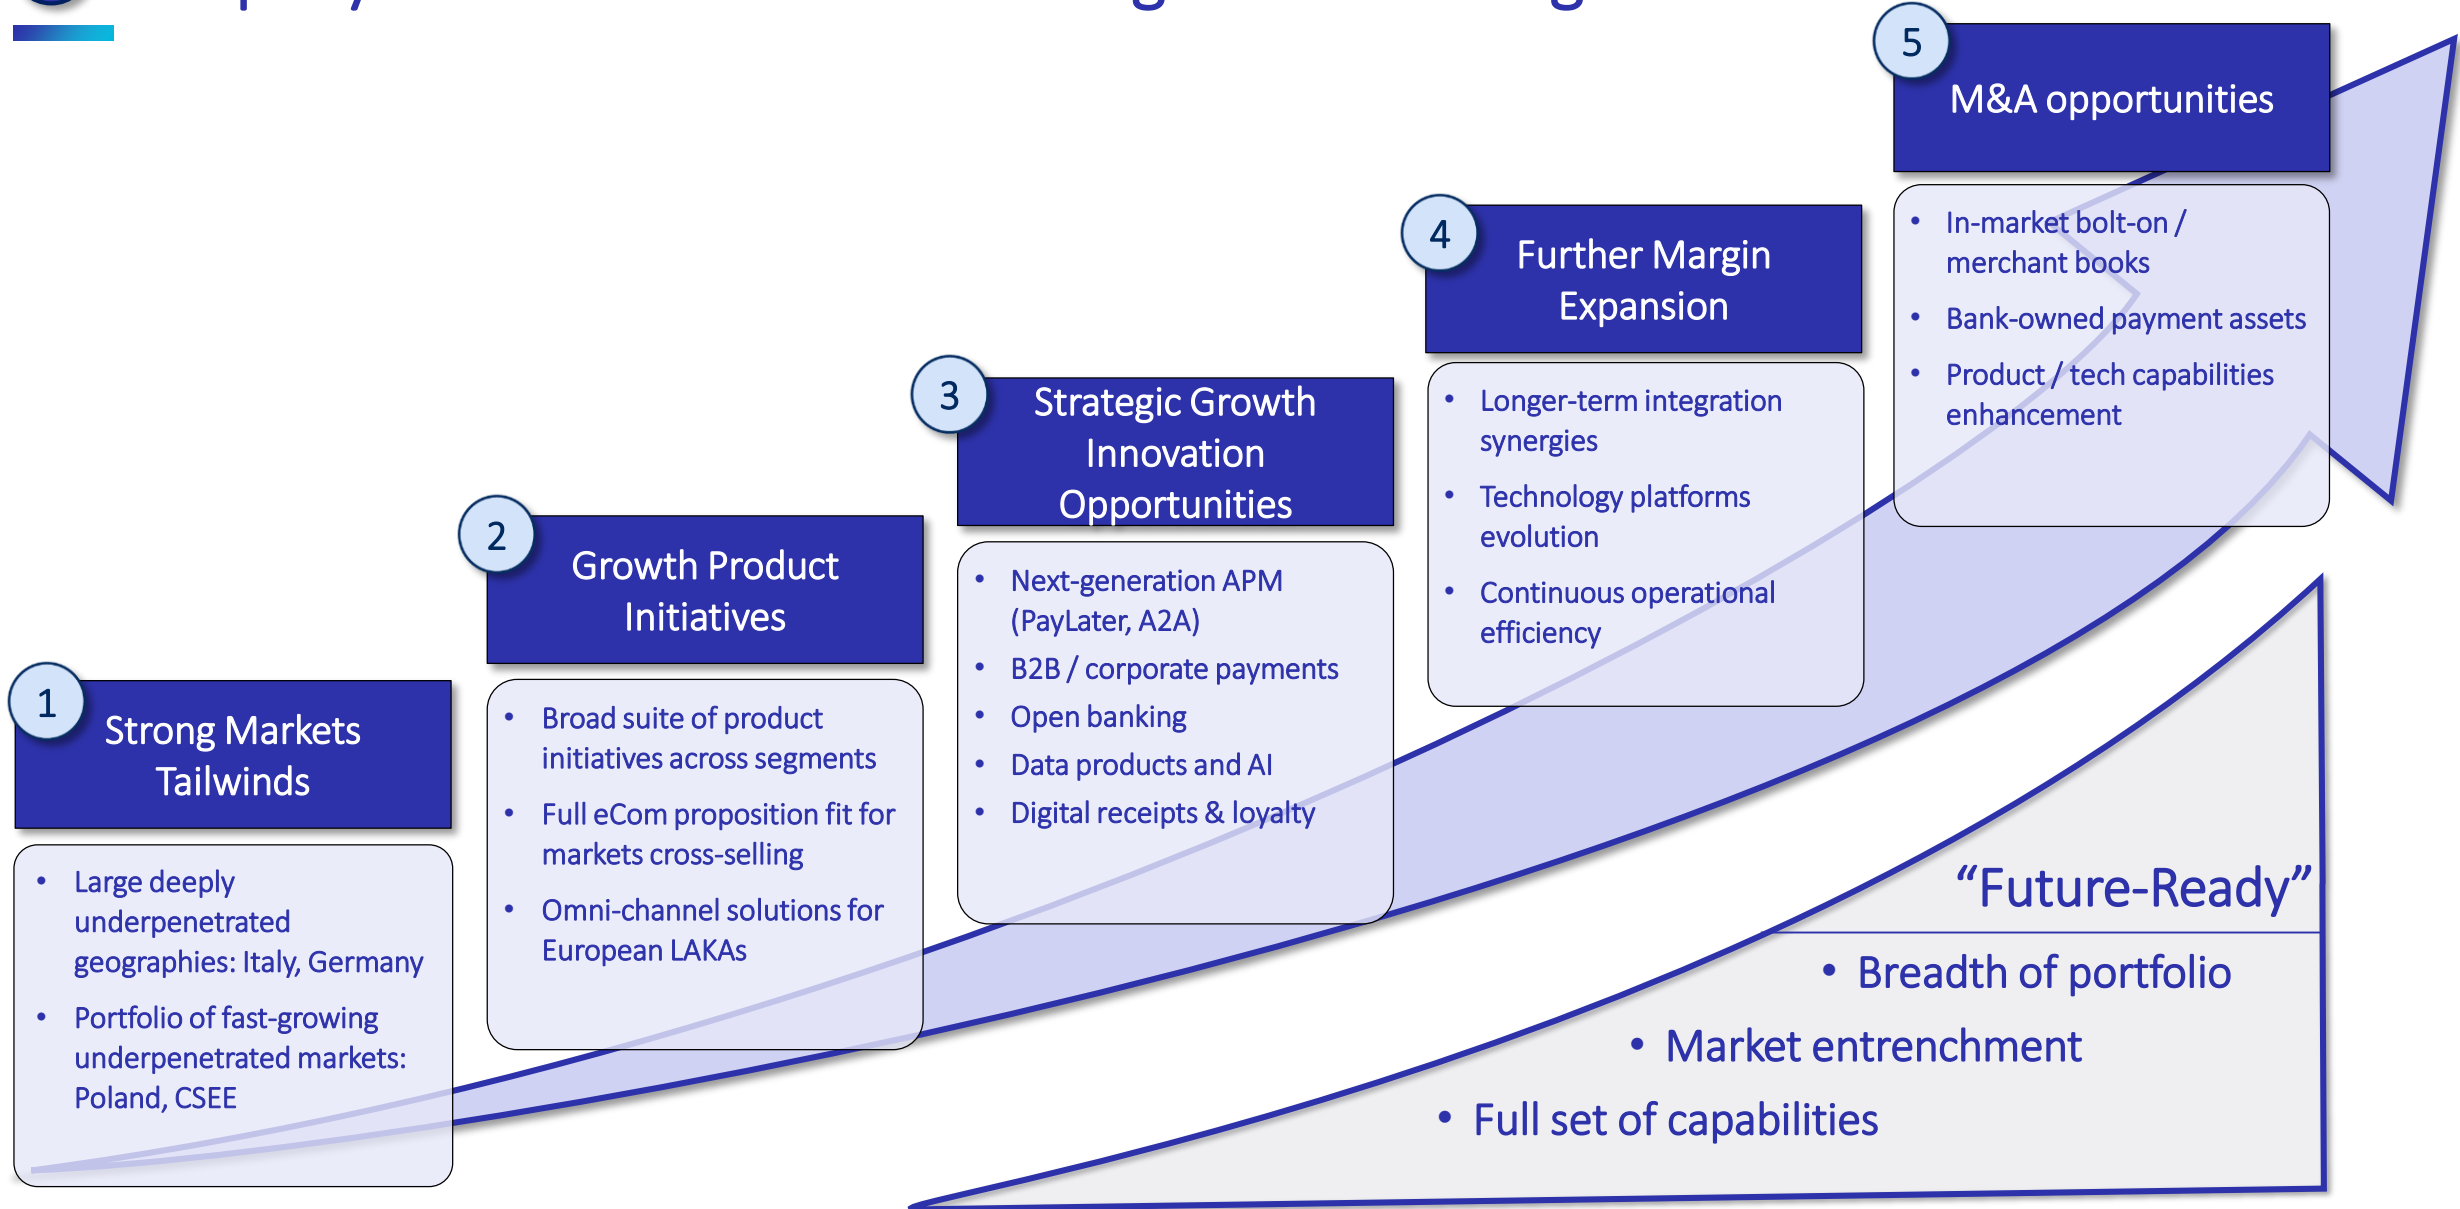 1
Strong Markets
Tailwinds
• Large deeply
underpenetrated
geographies: Italy, Germany
• Portfolio of fast-growing
underpenetrated markets:
Poland, CSEE
2
Growth Product
Initiatives
• Broad suite of product
initiatives across segments
• Full eCom proposition fit for
markets cross-selling
• Omni-channel solutions for
European LAKAs
3
Strategic Growth
Innovation
Opportunities
• Next-generation APM
(PayLater, A2A)
• B2B / corporate payments
• Open banking
• Data products and AI
• Digital receipts & loyalty
4
Further Margin
Expansion
• Longer-term integration
synergies
• Technology platforms
evolution
• Continuous operational
efficiency
5
M&A opportunities
• In-market bolt-on /
merchant books
• Bank-owned payment assets
• Product / tech capabilities
enhancement
“Future-Ready”
• Breadth of portfolio
• Market entrenchment
• Full set of capabilities